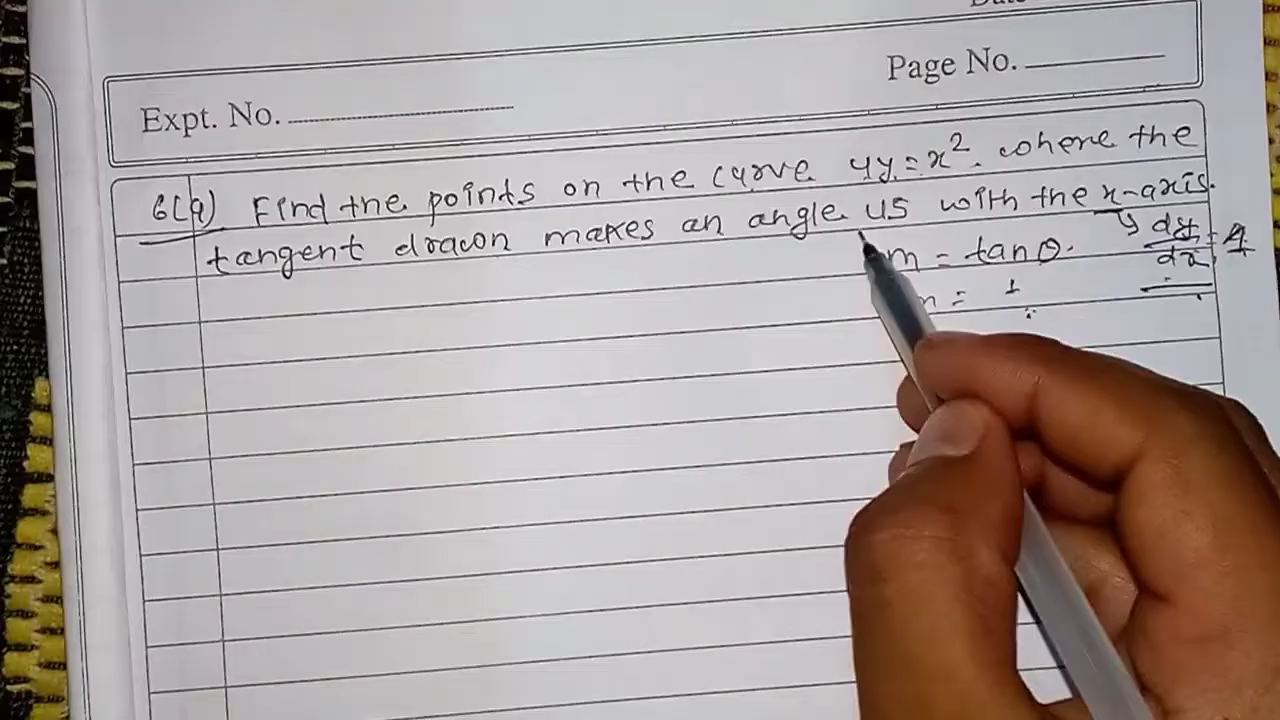 Page No.
Expt. No.
6(a) Find the points on the curve 4y = x². where the
tangent drawn makes an angle 45 with the x-axis.
m = tanθ.
dy/dx